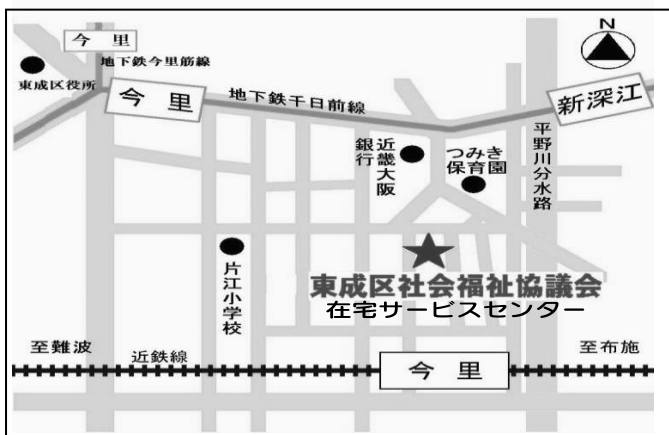 今里
N
地下鉄今里筋線
東成区役所
今里
地下鉄千日前線
新深江
平野川分水路
近畿大阪
銀行
つみき
保育園
片江小学校
東成区社会福祉協議会
在宅サービスセンター
至難波
近鉄線
今里
至布施